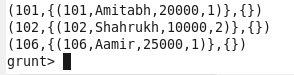 (101,{(101,Amitabh,20000,1)},{})
(102,{(102,Shahrukh,10000,2)},{})
(106,{(106,Aamir,25000,1)},{})
grunt>